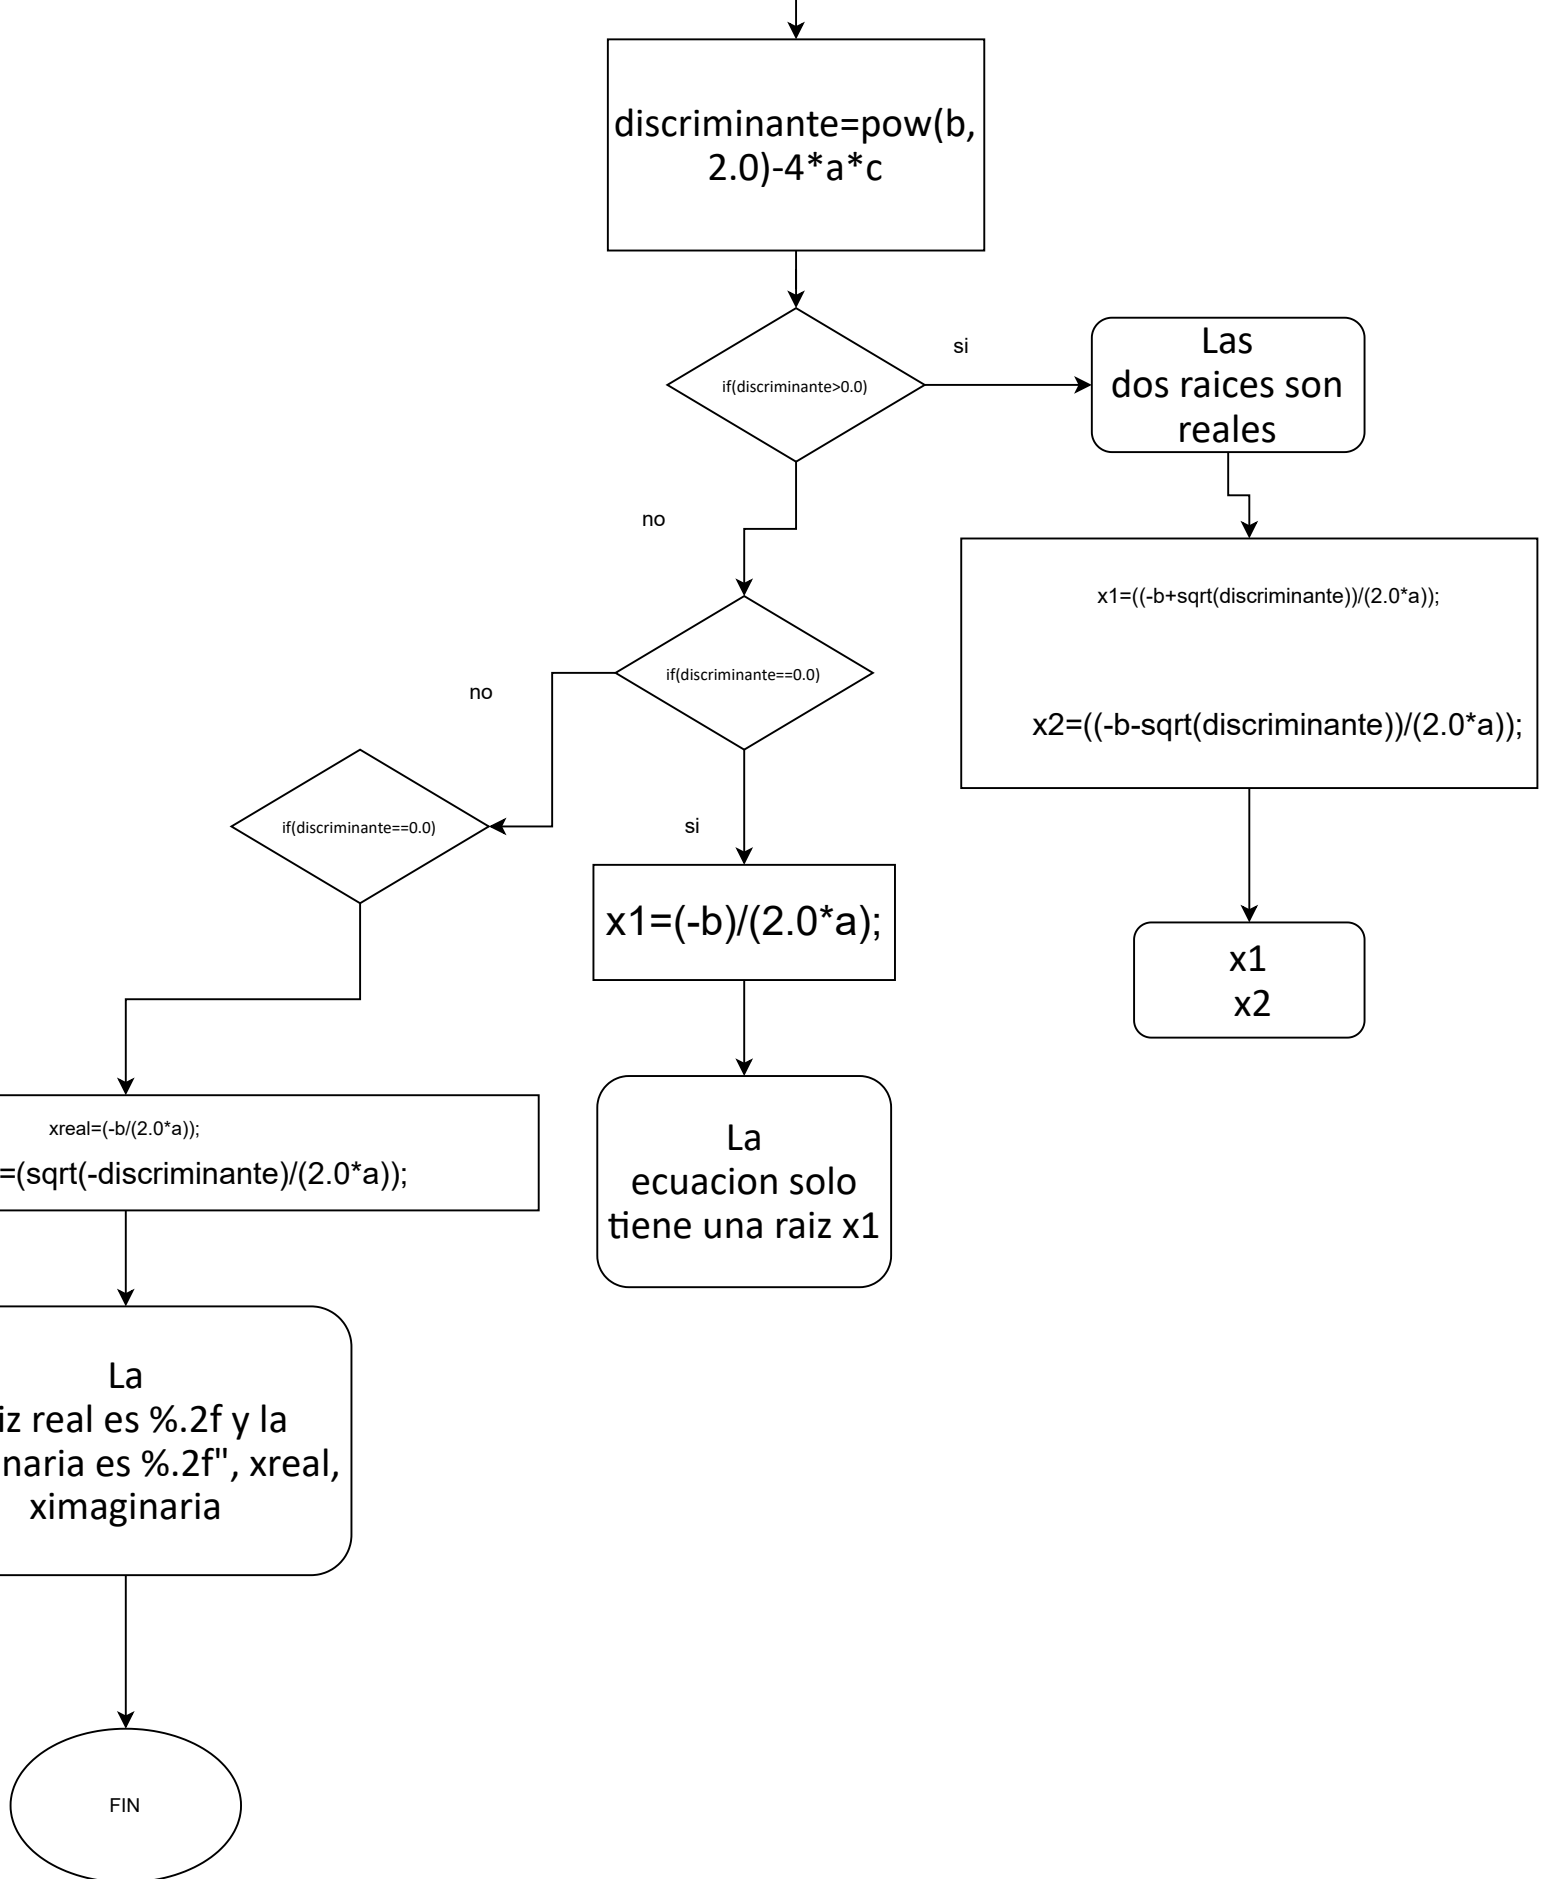 discriminante=pow(b,
2.0)-4*a*c
if(discriminante>0.0)
si
Las
dos raices son
reales
no
x1=((-b+sqrt(discriminante))/(2.0*a));
x2=((-b-sqrt(discriminante))/(2.0*a));
if(discriminante==0.0)
no
if(discriminante==0.0)
si
x1=(-b)/(2.0*a);
x1
x2
La
ecuacion solo
tiene una raiz x1
xreal=(-b/(2.0*a));
=(sqrt(-discriminante)/(2.0*a));
La
iz real es %.2f y la
naria es %.2f", xreal,
ximaginaria
FIN